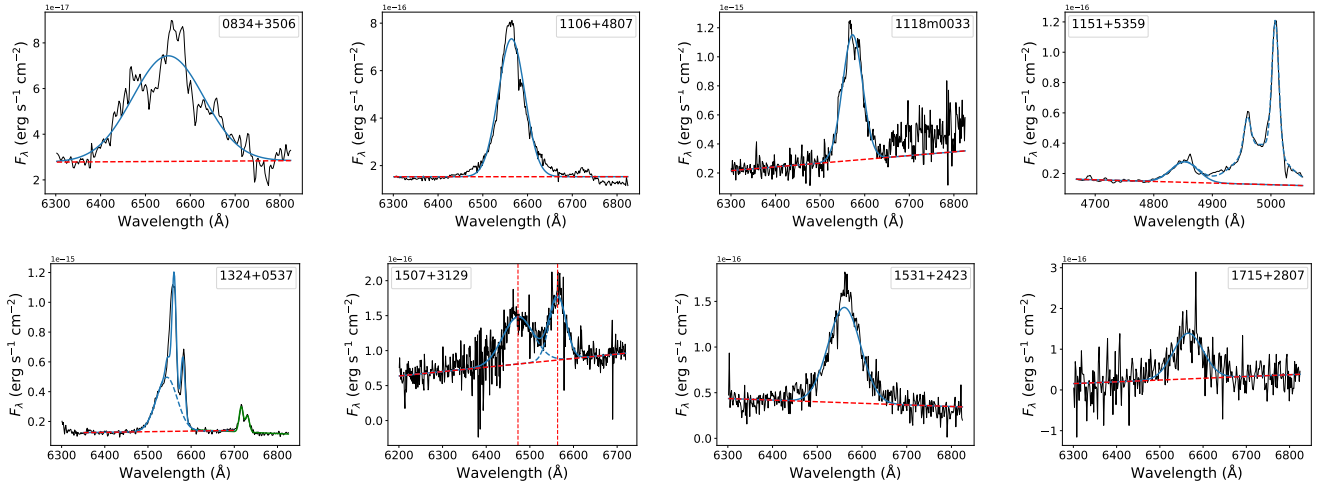 1e−17
0834+3506
8
6
4
2
6300 6400 6500 6600 6700 6800
Wavelength (Å)
Fλ (erg s−1 cm−2)
1e−16
1106+4807
8
6
4
2
6300 6400 6500 6600 6700 6800
Wavelength (Å)
Fλ (erg s−1 cm−2)
1e−15
1118m0033
1.2
1.0
0.8
0.6
0.4
0.2
6300 6400 6500 6600 6700 6800
Wavelength (Å)
Fλ (erg s−1 cm−2)
1e−16
1151+5359
1.2
1.0
0.8
0.6
0.4
0.2
4700 4800 4900 5000
Wavelength (Å)
Fλ (erg s−1 cm−2)
1e−15
1324+0537
1.2
1.0
0.8
0.6
0.4
0.2
6300 6400 6500 6600 6700 6800
Wavelength (Å)
Fλ (erg s−1 cm−2)
1e−16
1507+3129
2.0
1.5
1.0
0.5
0.0
6200 6300 6400 6500 6600 6700
Wavelength (Å)
Fλ (erg s−1 cm−2)
1e−16
1531+2423
1.5
1.0
0.5
0.0
6300 6400 6500 6600 6700 6800
Wavelength (Å)
Fλ (erg s−1 cm−2)
1e−16
1715+2807
3
2
1
0
−1
6300 6400 6500 6600 6700 6800
Wavelength (Å)
Fλ (erg s−1 cm−2)